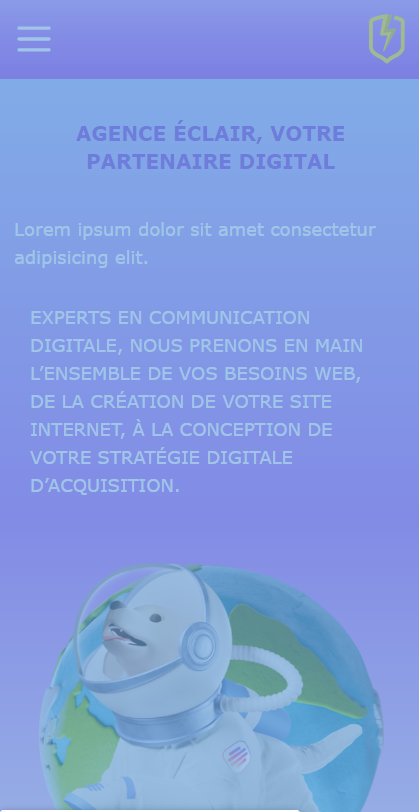 AGENCE ÉCLAIR, VOTRE
PARTENAIRE DIGITAL
Lorem ipsum dolor sit amet consectetur
adipisicing elit.
EXPERTS EN COMMUNICATION
DIGITALE, NOUS PRENONS EN MAIN
L’ENSEMBLE DE VOS BESOINS WEB,
DE LA CRÉATION DE VOTRE SITE
INTERNET, À LA CONCEPTION DE
VOTRE STRATÉGIE DIGITALE
D’ACQUISITION.